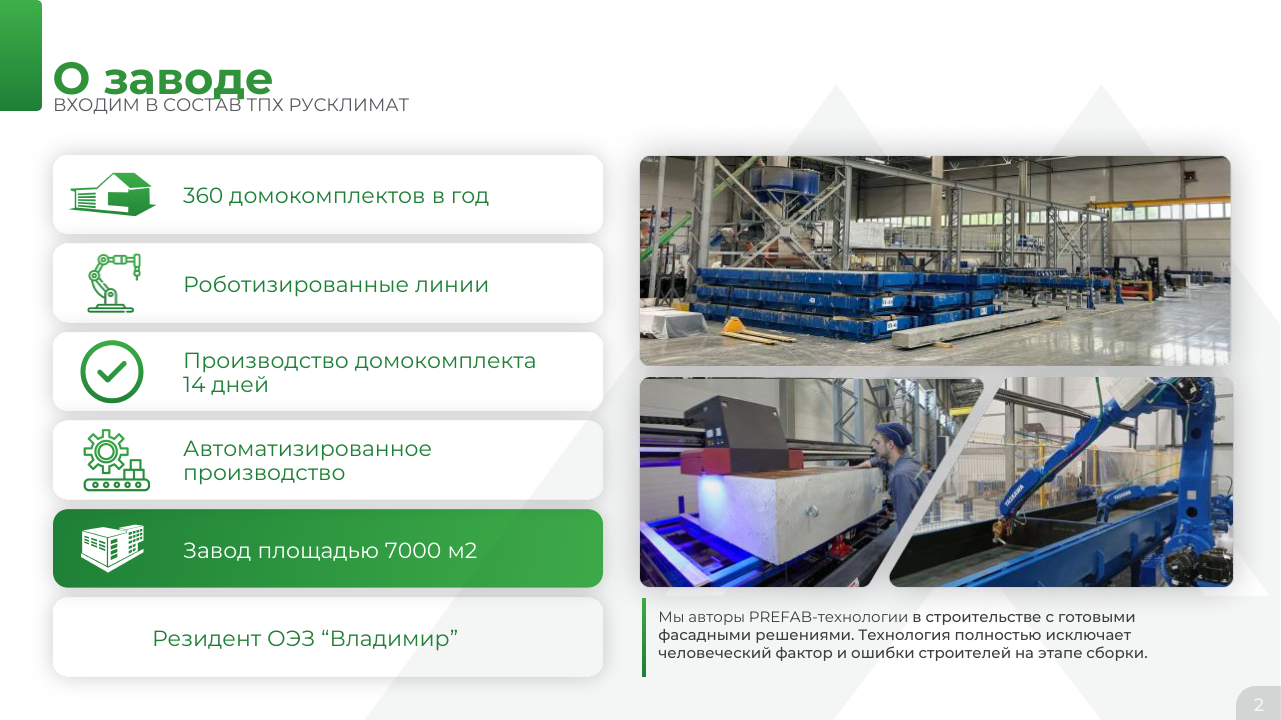 О заводе
ВХОДИМ В СОСТАВ ТПХ РУСКЛИМАТ
360 домокомплектов в год
Роботизированные линии
Производство домокомплекта
14 дней
Автоматизированное
производство
Завод площадью 7000 м2
Резидент ОЭЗ “Владимир”
YASKAWA
YASKAWA
Мы авторы PREFAB-технологии в строительстве с готовыми
фасадными решениями. Технология полностью исключает
человеческий фактор и ошибки строителей на этапе сборки.
2